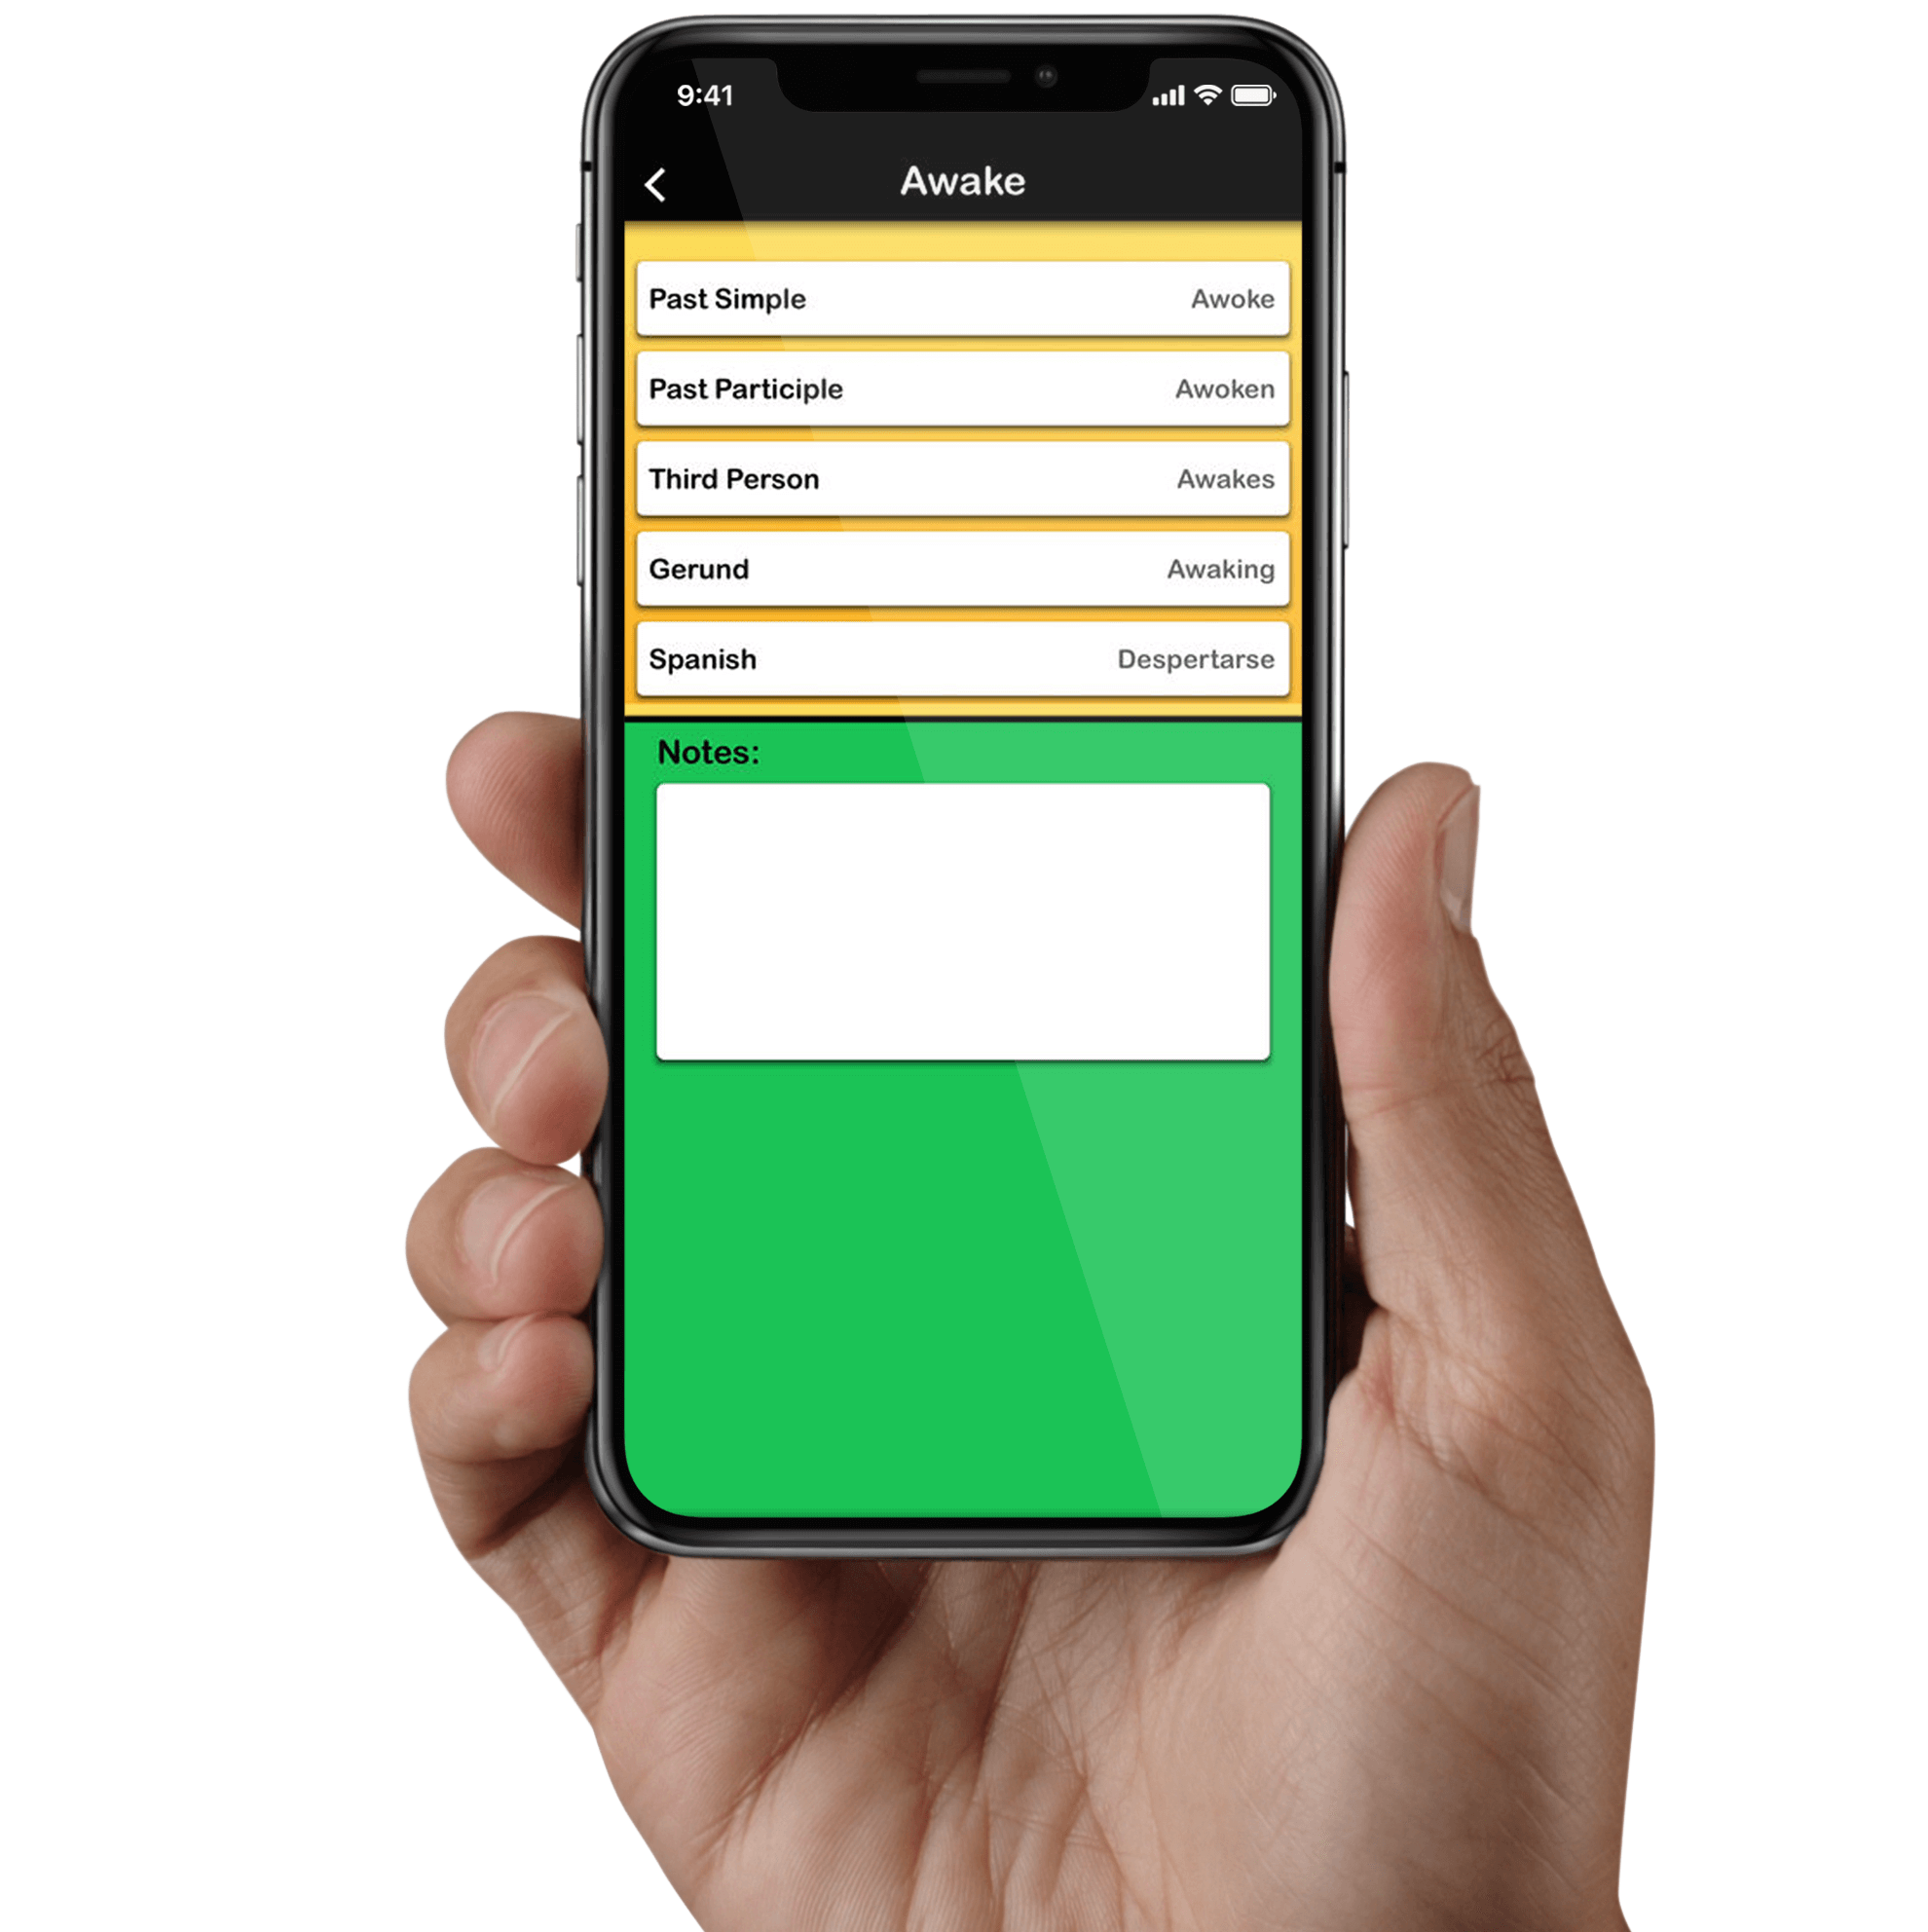 9:41
Awake
Past Simple Awoke
Past Participle Awoken
Third Person Awakes
Gerund Awaking
Spanish Despertarse
Notes: